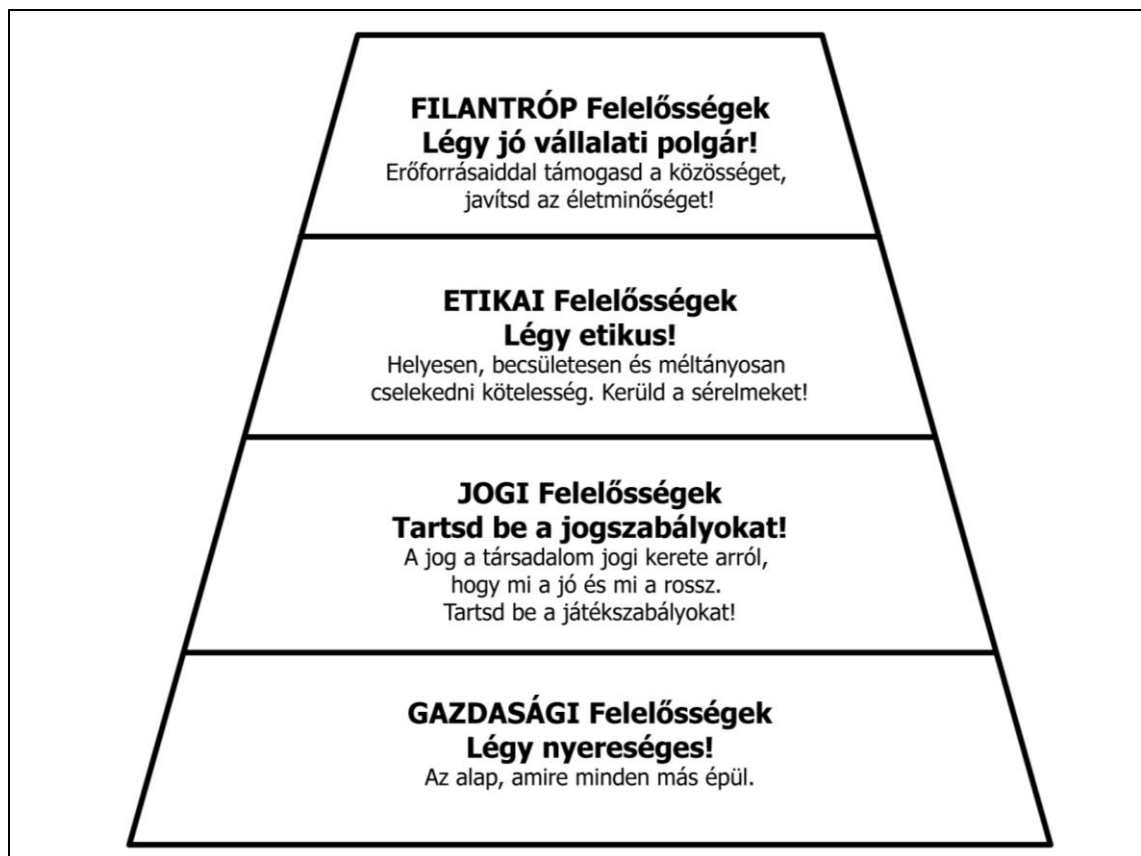 FILANTRÓP Felelősségek
Légy jó vállalati polgár!
Erőforrásaiddal támogasd a közösséget,
javítsd az életminőséget!
ETIKAI Felelősségek
Légy etikus!
Helyesen, becsületesen és méltányosan
cselekedni kötelesség. Kerüld a sérelmeket!
JOGI Felelősségek
Tartsd be a jogszabályokat!
A jog a társadalom jogi kerete arról,
hogy mi a jó és mi a rossz.
Tartsd be a játékszabályokat!
GAZDASÁGI Felelősségek
Légy nyereséges!
Az alap, amire minden más épül.